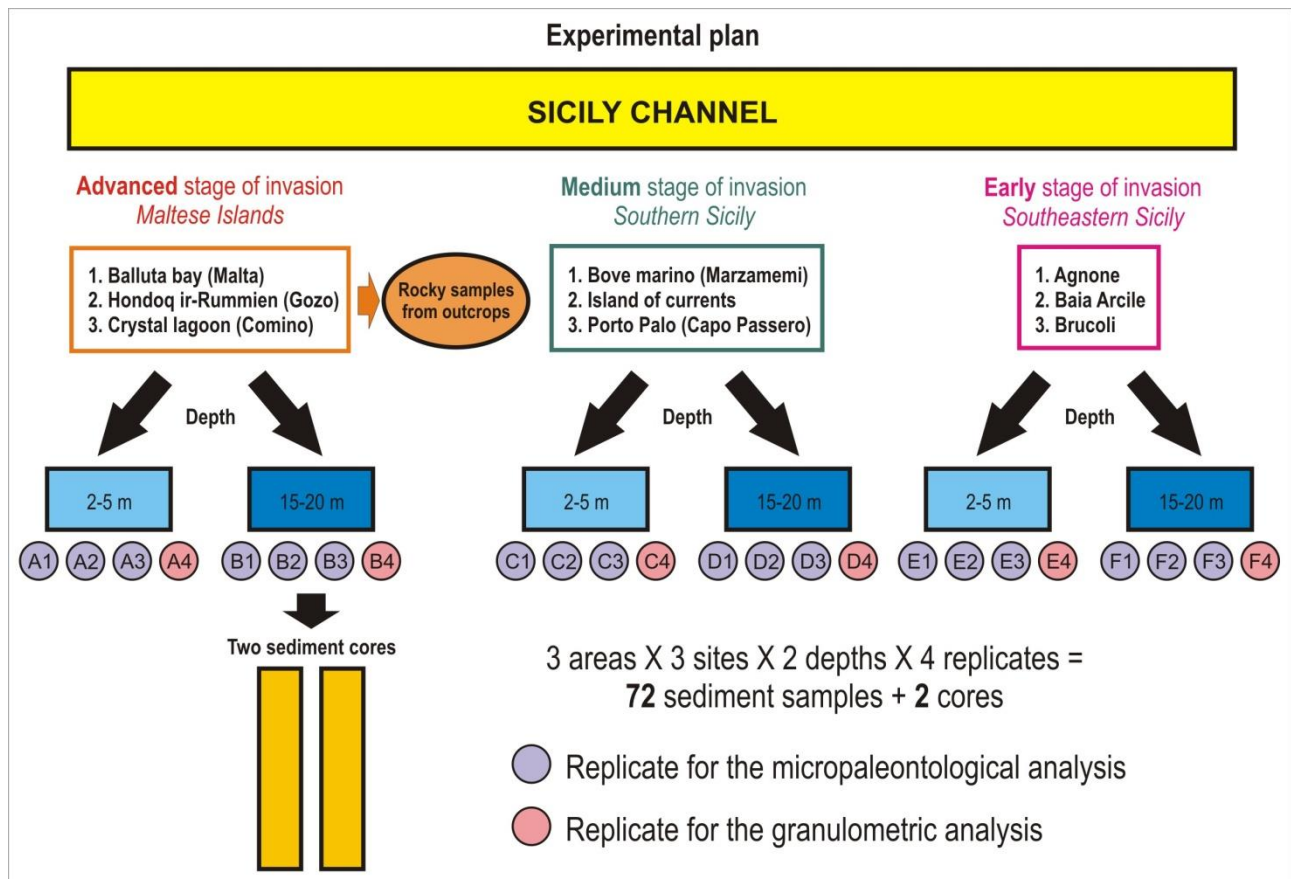 Experimental plan
SICILY CHANNEL
Advanced stage of invasion
Maltese Islands
1. Balluta bay (Malta)
2. Hondoq ir-Rummien (Gozo)
3. Crystal lagoon (Comino)
Rocky samples
from outcrops
Medium stage of invasion
Southern Sicily
1. Bove marino (Marzamemi)
2. Island of currents
3. Porto Palo (Capo Passero)
Early stage of invasion
Southeastern Sicily
1. Agnone
2. Baia Arcile
3. Brucoli
Depth
2-5 m
15-20 m
A1 A2 A3 A4
B1 B2 B3 B4
Depth
2-5 m
15-20 m
C1 C2 C3 C4
D1 D2 D3 D4
Depth
2-5 m
15-20 m
E1 E2 E3 E4
F1 F2 F3 F4
Two sediment cores
3 areas X 3 sites X 2 depths X 4 replicates =
72 sediment samples + 2 cores
Replicate for the micropaleontological analysis
Replicate for the granulometric analysis